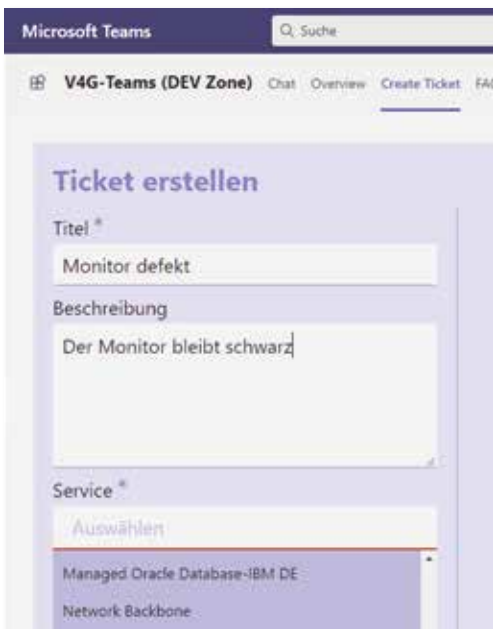 Microsoft Teams
Suche
V4G-Teams (DEV Zone) Chat Overview Create Ticket FA
Ticket erstellen
Titel *
Monitor defekt
Beschreibung
Der Monitor bleibt schwarz
Service *
Auswählen
Managed Oracle Database-IBM DE
Network Backbone